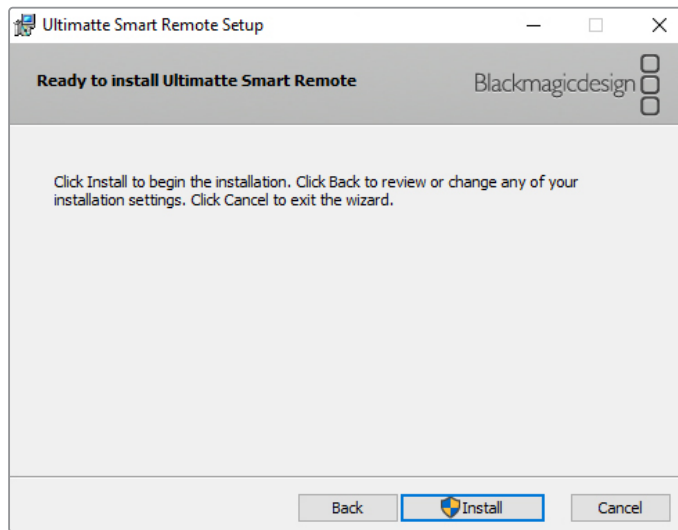 Ultimatte Smart Remote Setup
Ready to install Ultimatte Smart Remote
Blackmagicdesign
Click Install to begin the installation. Click Back to review or change any of your
installation settings. Click Cancel to exit the wizard.
Back
Install
Cancel